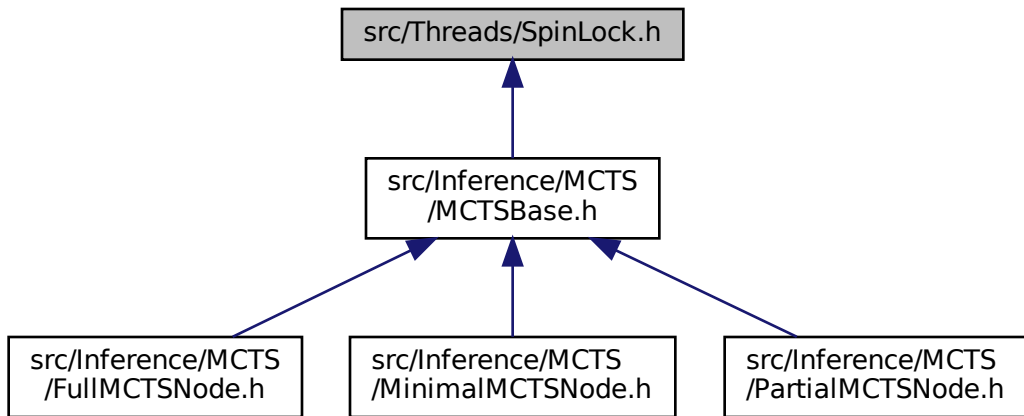 src/Threads/SpinLock.h
src/Inference/MCTS
/MCTSBase.h
src/Inference/MCTS
/FullMCTSNode.h
src/Inference/MCTS
/MinimalMCTSNode.h
src/Inference/MCTS
/PartialMCTSNode.h